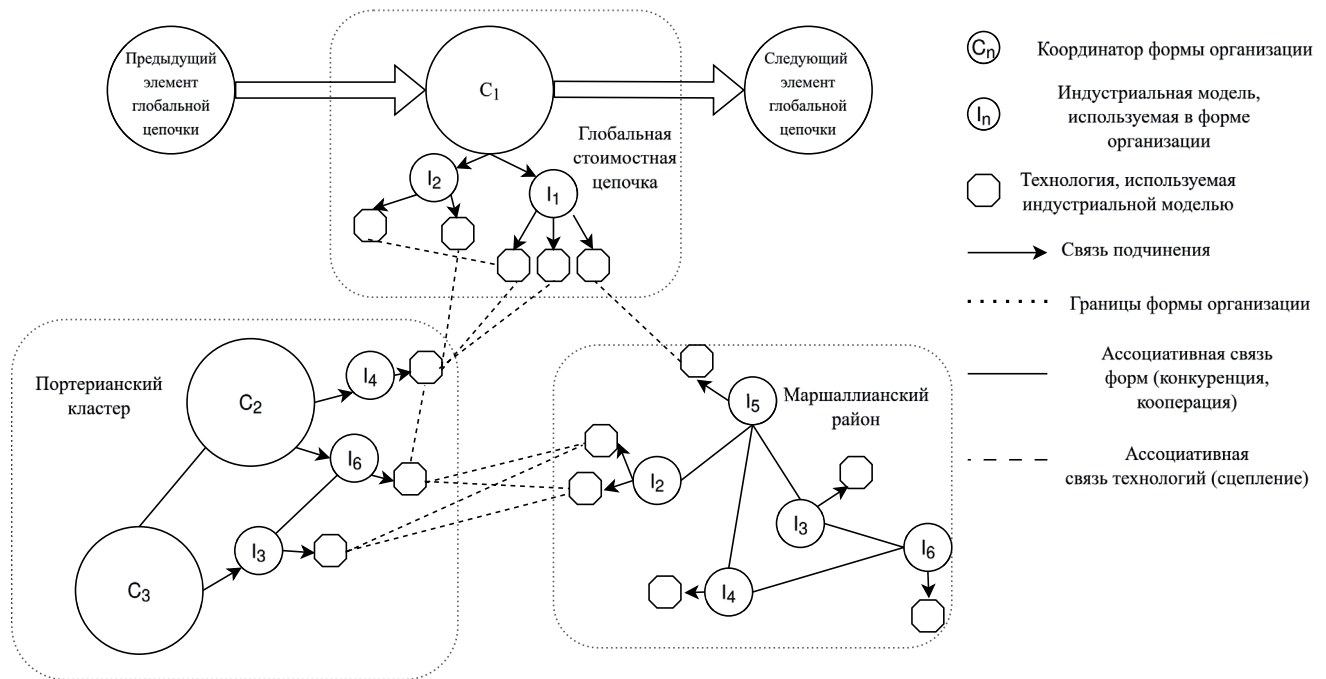 Предыдущий
элемент
глобальной
цепочки
C1
Следующий
элемент
глобальной
цепочки
Глобальная
стоимостная
цепочка
I2
I1
Портерианский
кластер
C2
I4
I6
C3
I3
Маршаллианский
район
I5
I2
I3
I6
I4
Cn
Координатор формы организации
In
Индустриальная модель,
используемая в форме
организации
Технология, используемая
индустриальной моделью
Связь подчинения
Границы формы организации
Ассоциативная связь
форм (конкуренция,
кооперация)
Ассоциативная
связь технологий (сцепление)